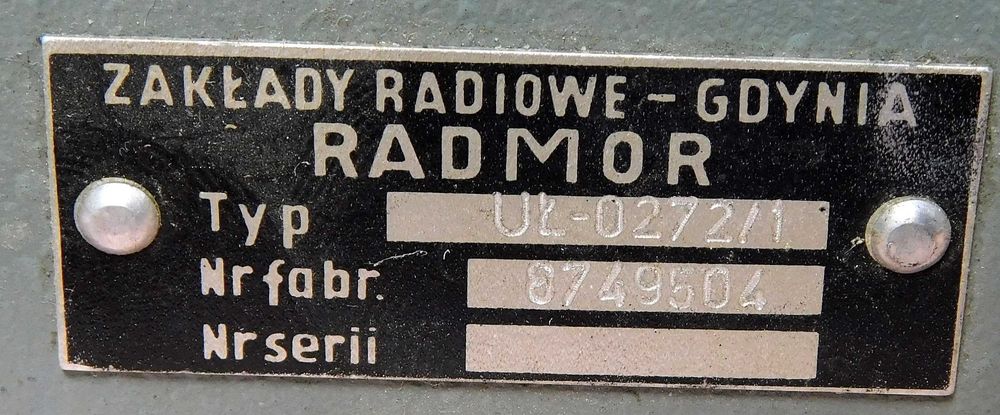 ZAKŁADY RADIOWE - GDYNIA
RADMOR
Typ UŁ-0272/1
Nr fabr. 8749504
Nr serii